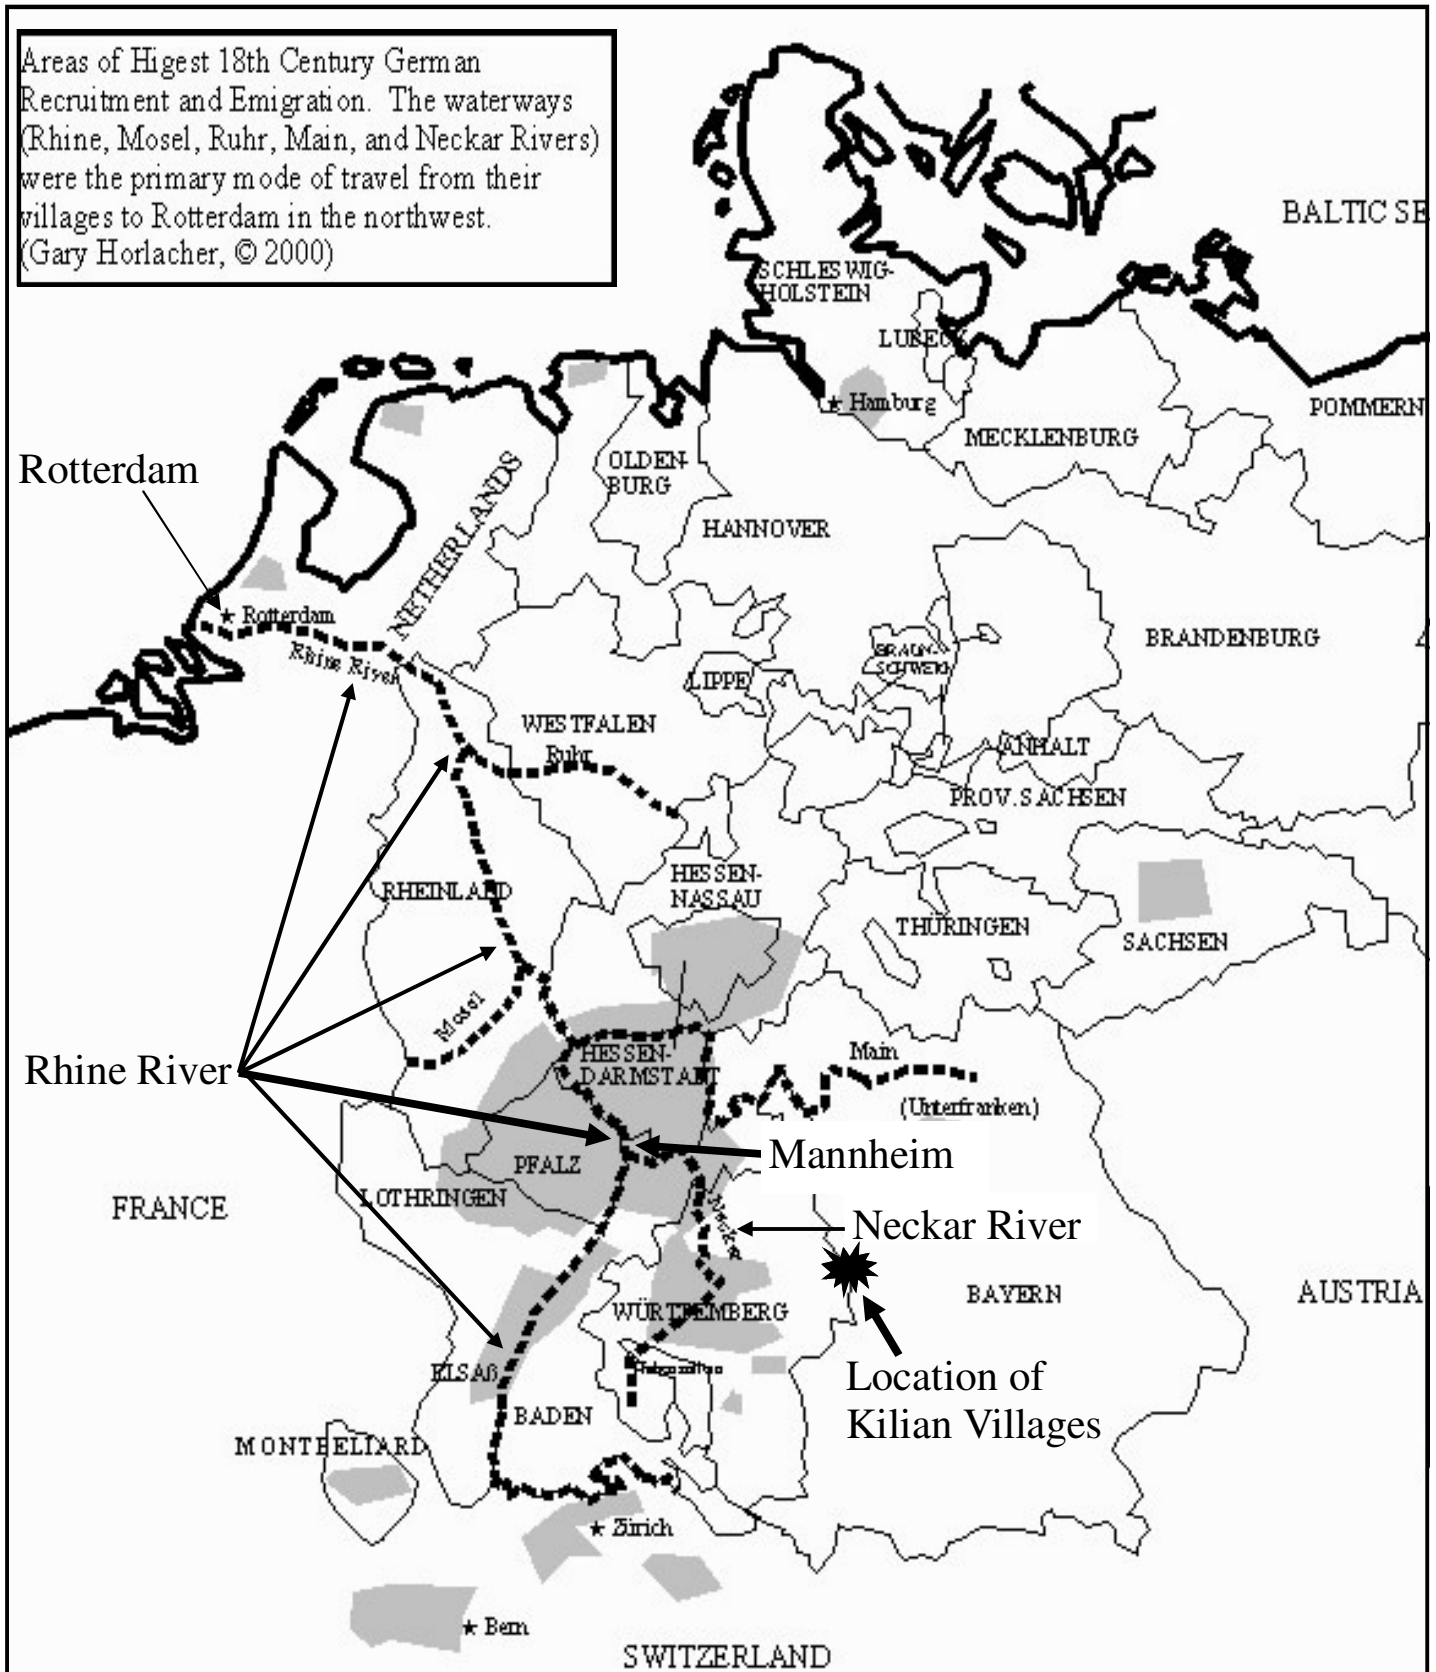 Areas of Higest 18th Century German
Recruitment and Emigration. The waterways
(Rhine, Mosel, Ruhr, Main, and Neckar Rivers)
were the primary mode of travel from their
villages to Rotterdam in the northwest.
(Gary Horlacher, © 2000)
BALTIC SE
SCHLESWIG-
HOLSTEIN
LUBECK
Hamburg
POMMERN
MECKLENBURG
Rotterdam
OLDEN-
BURG
NETHERLANDS
HANNOVER
Rotterdam
Rhine River
BRANDENBURG
BRAUN-
SCHWEIG
LIPPE
WESTFALEN
Ruhr
ANHALT
PROV. SACHSEN
RHEINLAND
HESSEN-
NASSAU
THÜRINGEN
SACHSEN
Mosel
Rhine River
HESSEN-
DARMSTADT
Main
(Unterfranken)
Mannheim
PFALZ
LOTHRINGEN
FRANCE
Neckar
Neckar River
BAYERN
AUSTRIA
WÜRTTEMBERG
ELSAß
Location of
Kilian Villages
BADEN
MONTBELIARD
Zürich
Bern
SWITZERLAND